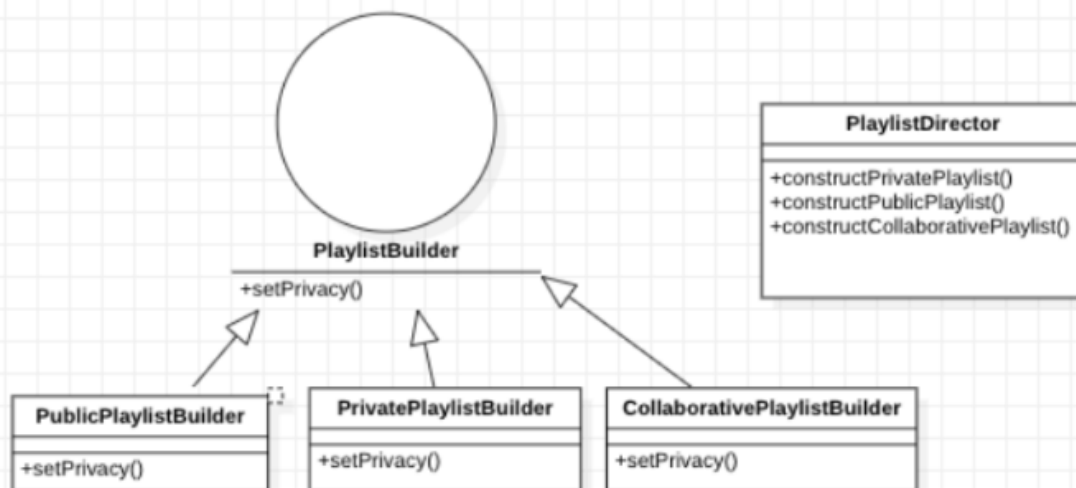 PlaylistBuilder
+setPrivacy()
PlaylistDirector
+constructPrivatePlaylist()
+constructPublicPlaylist()
+constructCollaborativePlaylist()
PublicPlaylistBuilder
+setPrivacy()
PrivatePlaylistBuilder
+setPrivacy()
CollaborativePlaylistBuilder
+setPrivacy()